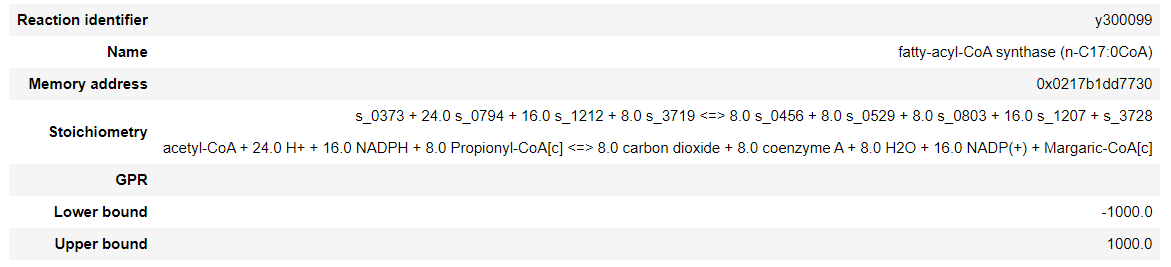 Reaction identifier y300099
Name fatty-acyl-CoA synthase (n-C17:0CoA)
Memory address 0x0217b1dd7730
Stoichiometry
s_0373 + 24.0 s_0794 + 16.0 s_1212 + 8.0 s_3719 <=> 8.0 s_0456 + 8.0 s_0529 + 8.0 s_0803 + 16.0 s_1207 + s_3728
acetyl-CoA + 24.0 H+ + 16.0 NADPH + 8.0 Propionyl-CoA[c] <=> 8.0 carbon dioxide + 8.0 coenzyme A + 8.0 H2O + 16.0 NADP(+) + Margaric-CoA[c]
GPR
Lower bound -1000.0
Upper bound 1000.0